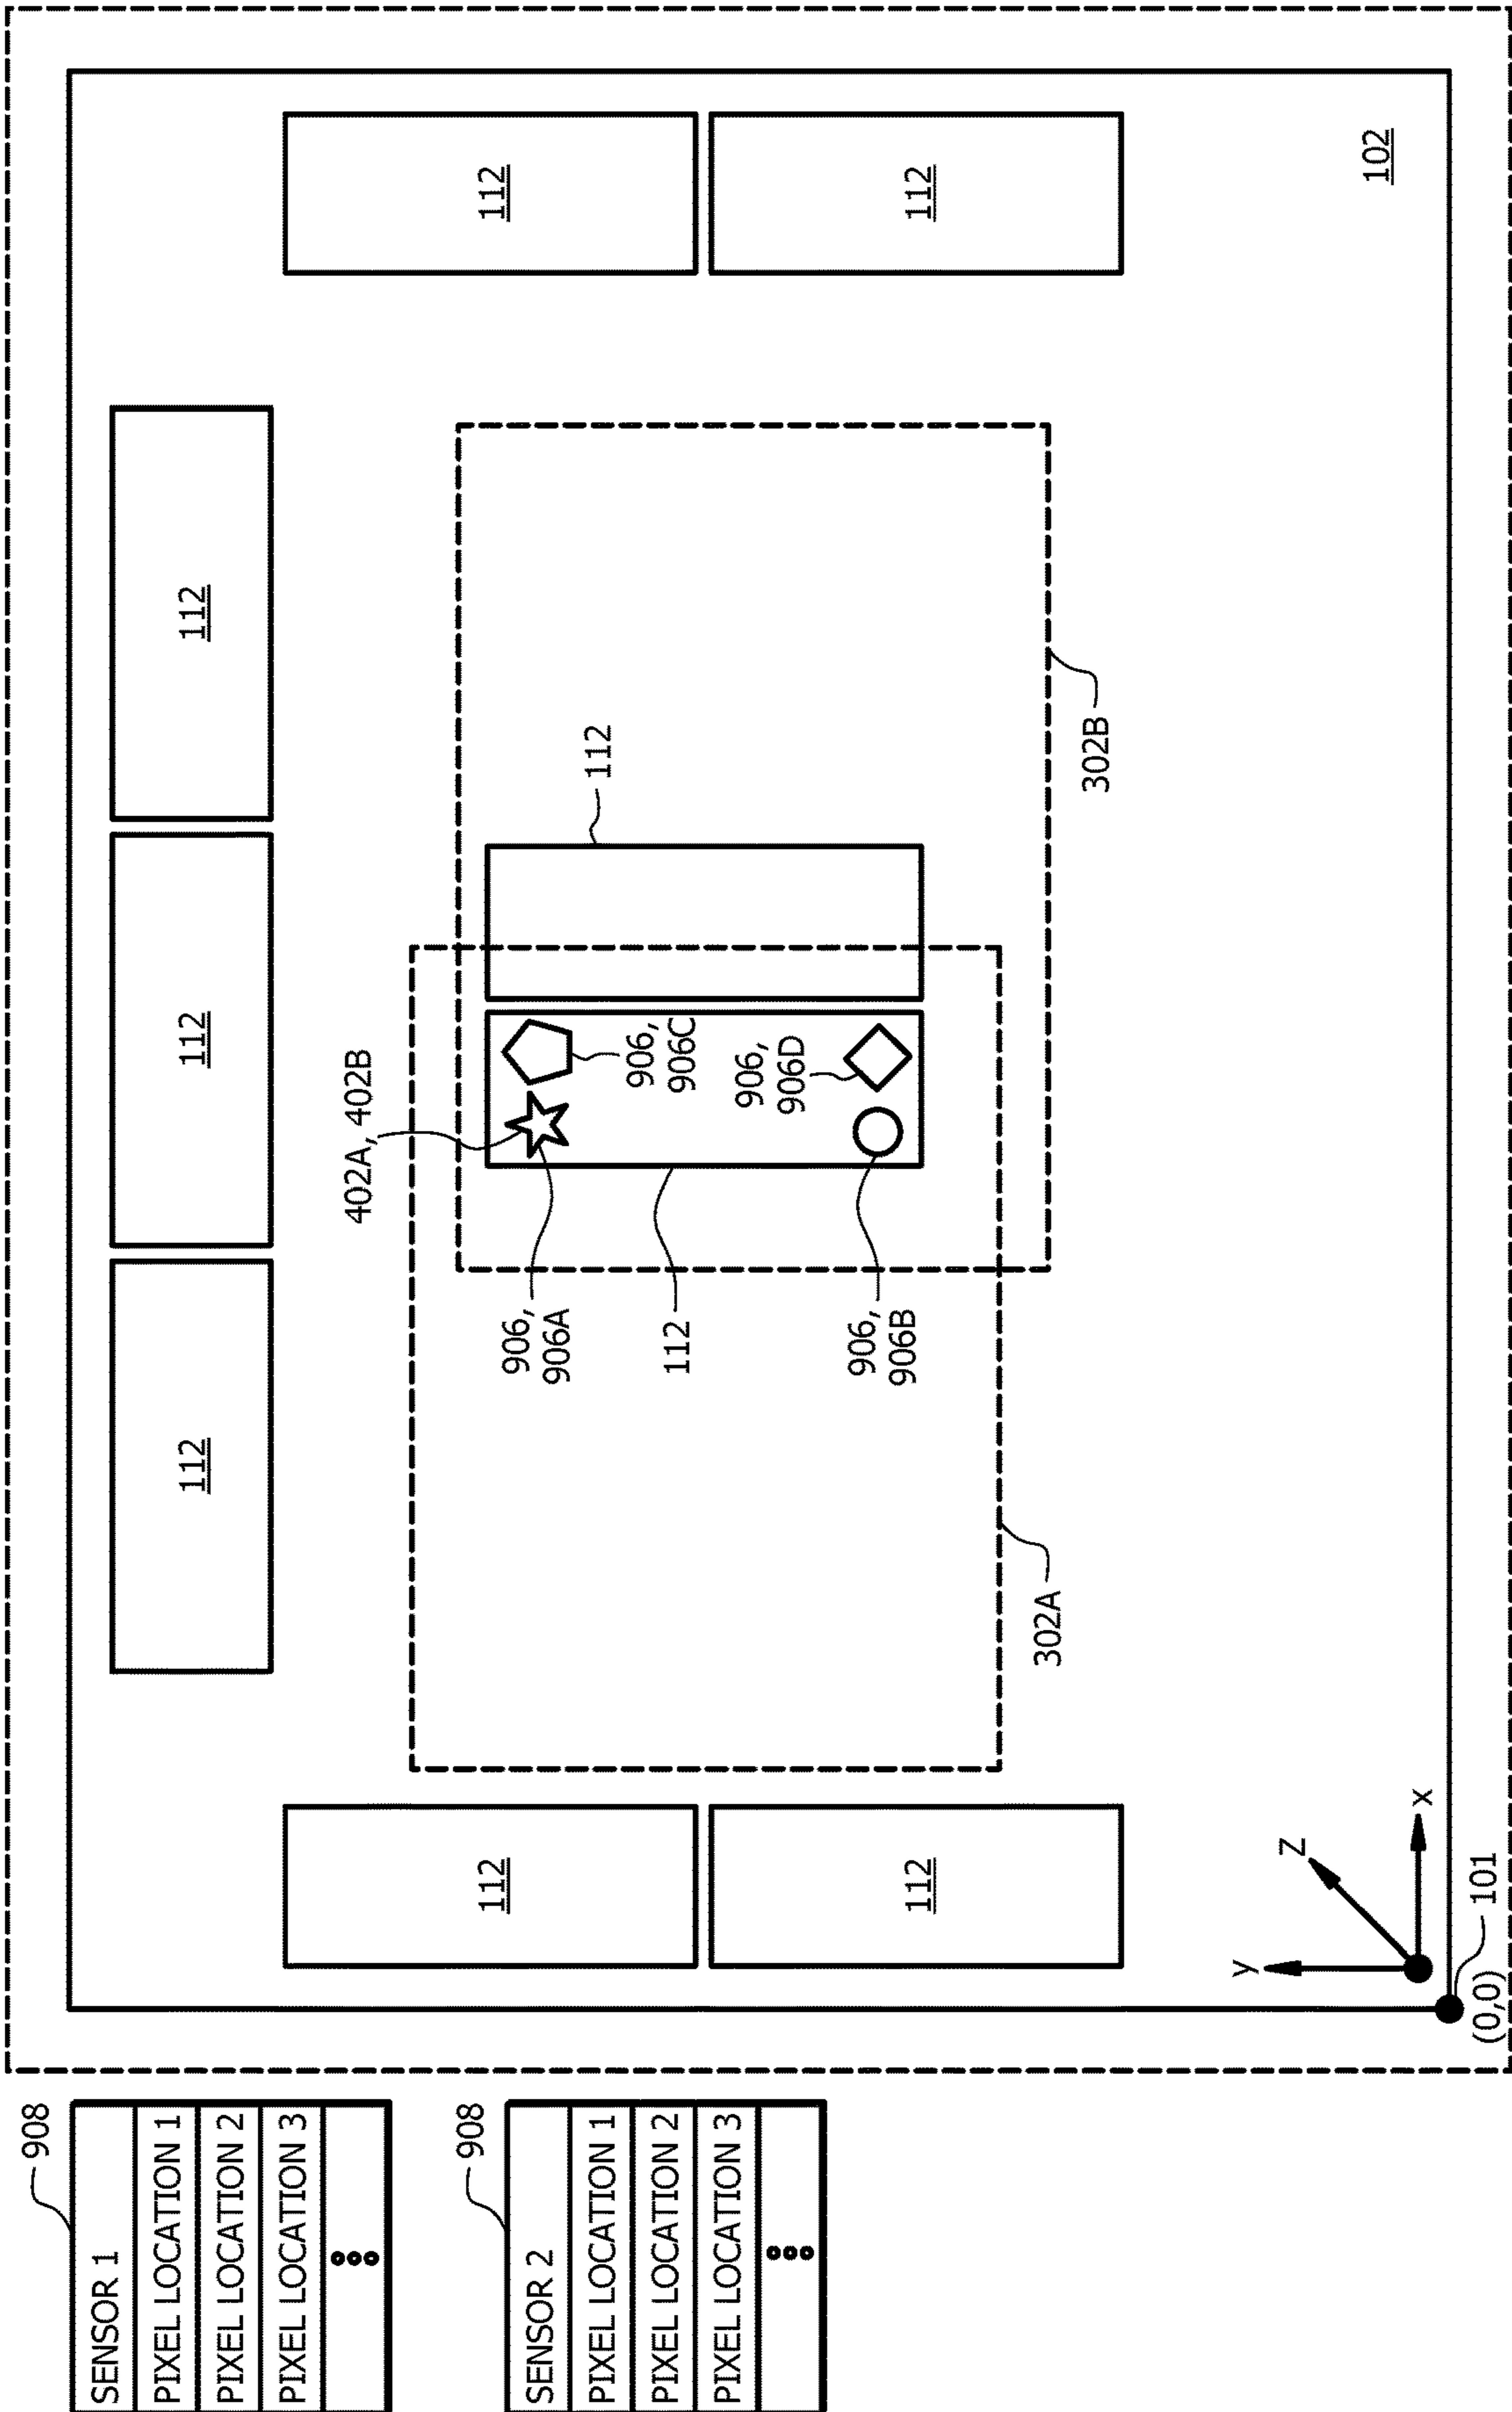 908
SENSOR 1
PIXEL LOCATION 1
PIXEL LOCATION 2
PIXEL LOCATION 3
908
SENSOR 2
PIXEL LOCATION 1
PIXEL LOCATION 2
PIXEL LOCATION 3
112
112
112
112
112
112
112
402A, 402B
906,
906A
906,
906C
112
112
906,
906D
906,
906B
302A
302B
102
y
Z
x
(0,0)
101